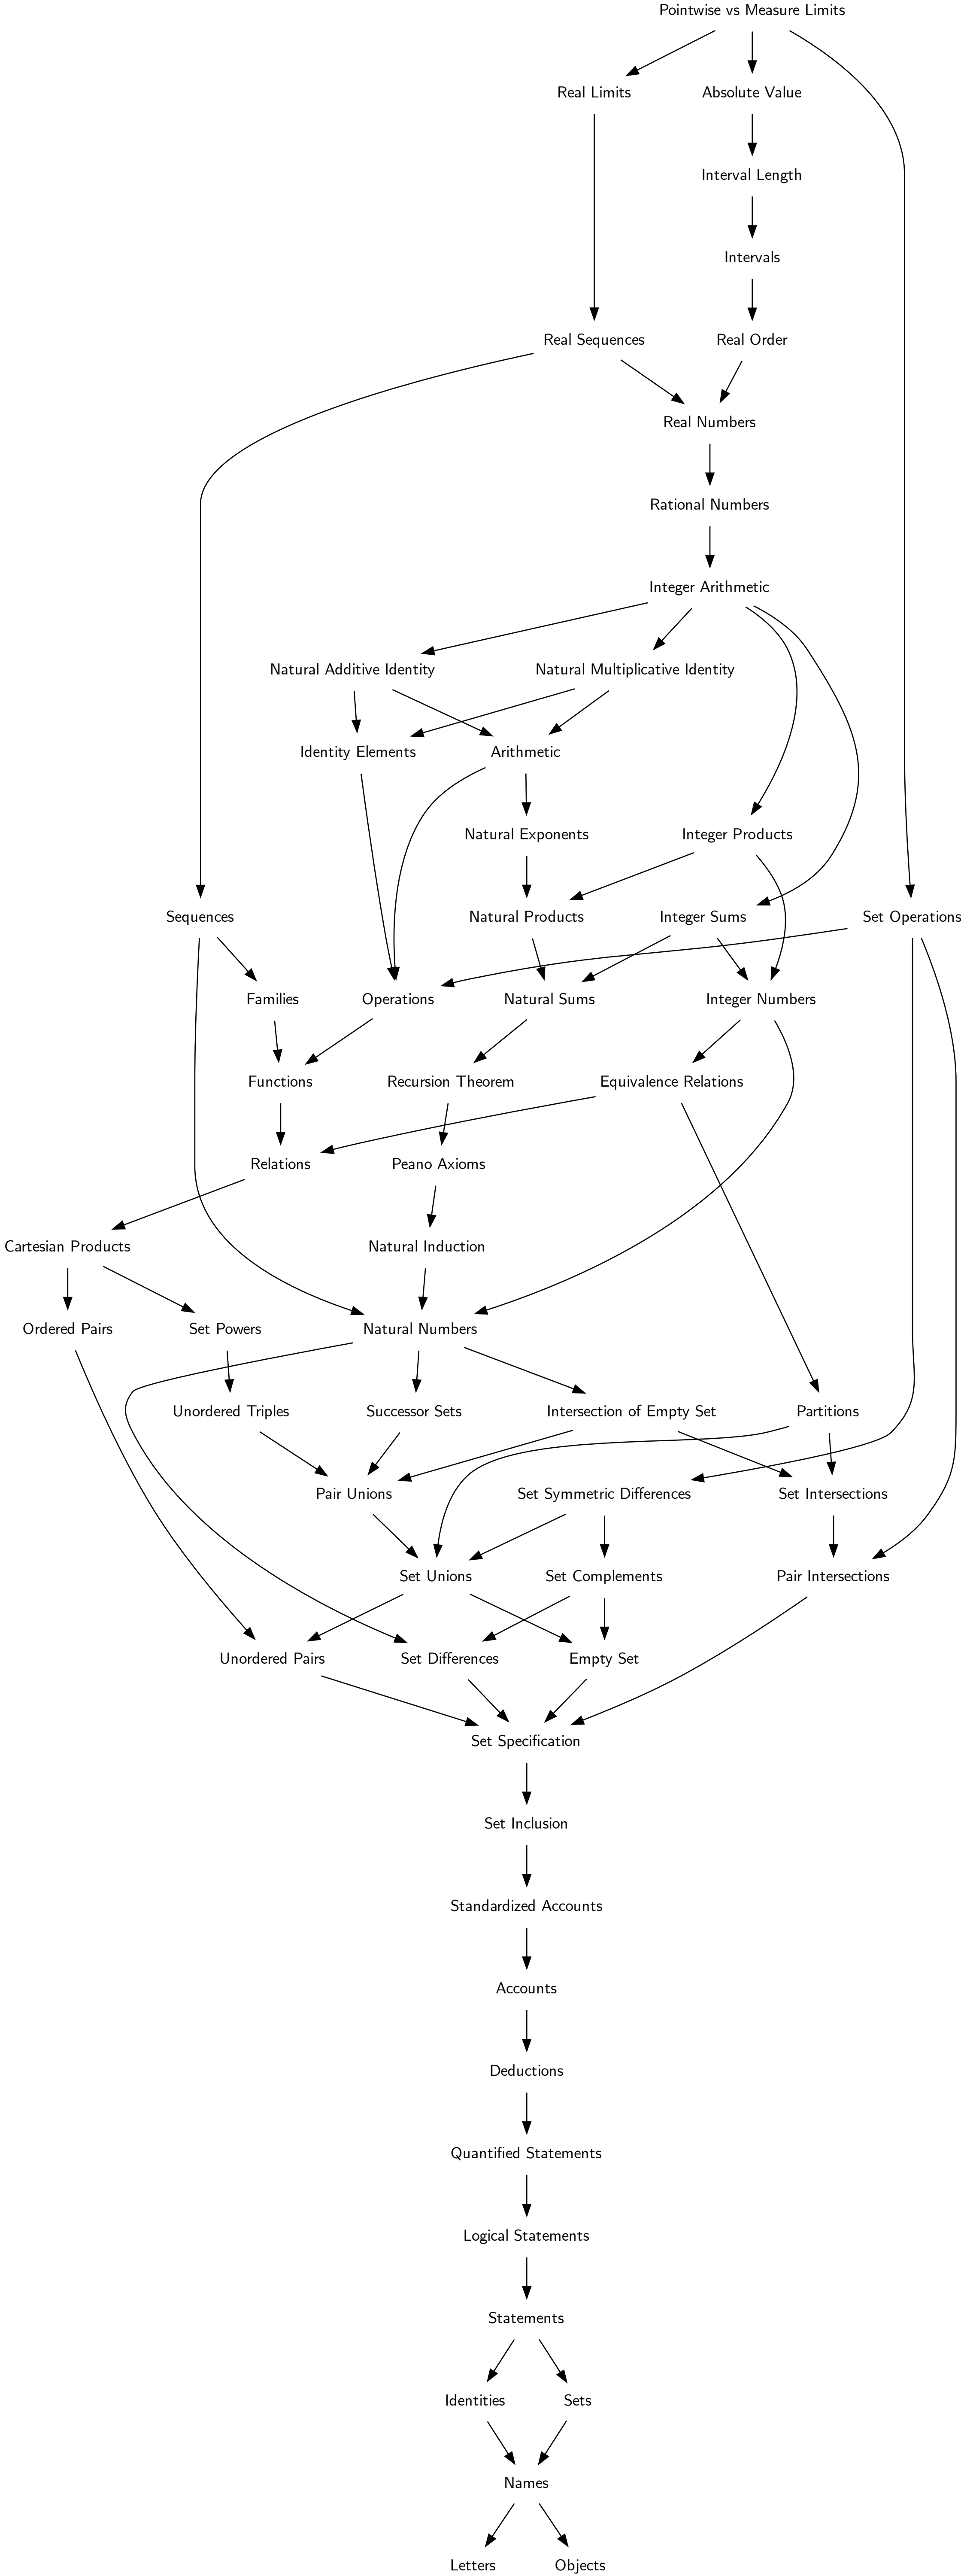 Pointwise vs Measure Limits
Real Limits
Absolute Value
Interval Length
Intervals
Real Sequences
Real Order
Real Numbers
Rational Numbers
Integer Arithmetic
Natural Additive Identity
Natural Multiplicative Identity
Identity Elements
Arithmetic
Natural Exponents
Integer Products
Sequences
Natural Products
Integer Sums
Set Operations
Families
Operations
Natural Sums
Integer Numbers
Functions
Recursion Theorem
Equivalence Relations
Relations
Peano Axioms
Cartesian Products
Natural Induction
Ordered Pairs
Set Powers
Natural Numbers
Unordered Triples
Successor Sets
Intersection of Empty Set
Partitions
Pair Unions
Set Symmetric Differences
Set Intersections
Set Unions
Set Complements
Pair Intersections
Unordered Pairs
Set Differences
Empty Set
Set Specification
Set Inclusion
Standardized Accounts
Accounts
Deductions
Quantified Statements
Logical Statements
Statements
Identities
Sets
Names
Letters
Objects